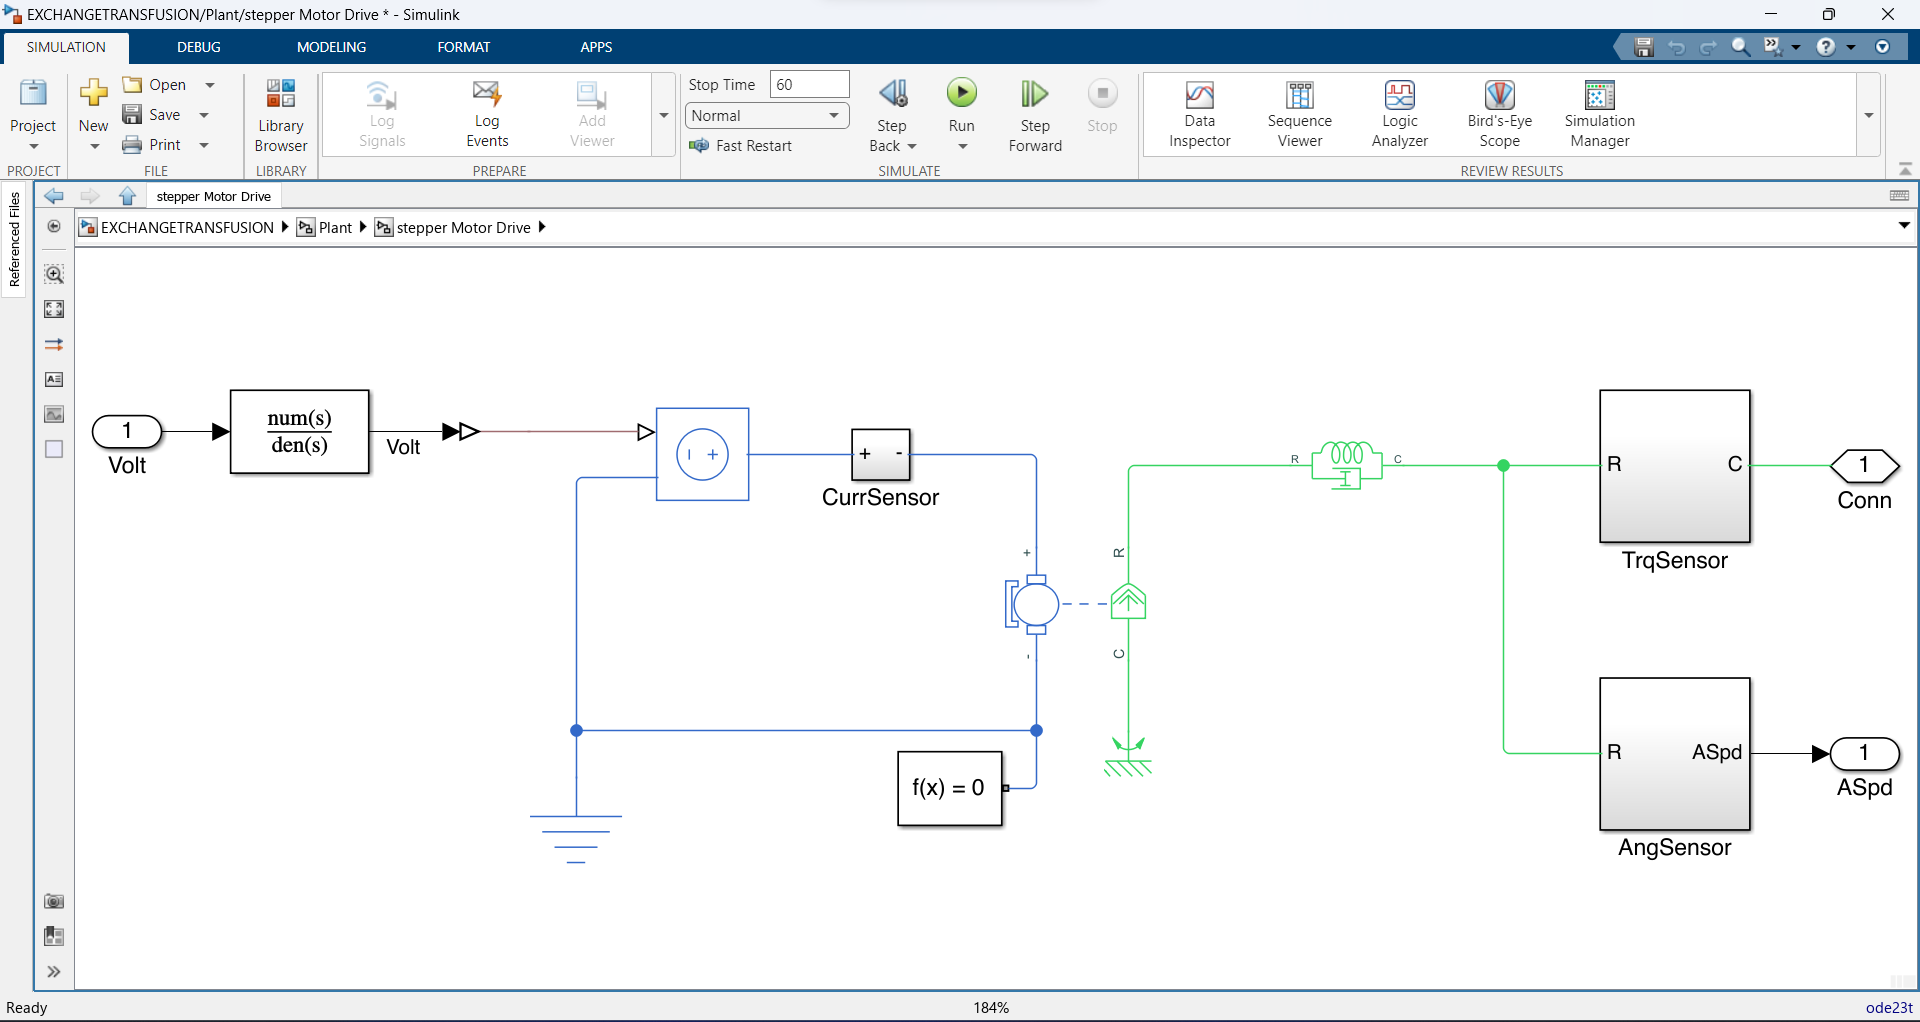 EXCHANGETRANSFUSION/Plant/stepper Motor Drive * - Simulink
SIMULATION DEBUG MODELING FORMAT APPS
Project
New
Open
Save
Print
Library
Browser
Log
Signals
Log
Events
Add
Viewer
Stop Time 60
Normal
Fast Restart
Step
Back
Run
Step
Forward
Stop
Data
Inspector
Sequence
Viewer
Logic
Analyzer
Bird's-Eye
Scope
Simulation
Manager
PROJECT FILE LIBRARY PREPARE SIMULATE REVIEW RESULTS
Referenced Files
stepper Motor Drive
EXCHANGETRANSFUSION Plant stepper Motor Drive
1
Volt
num(s)
den(s)
Volt
- +
+ -
CurrSensor
+
-
f(x) = 0
R
C
R C
R C
TrqSensor
1
Conn
R ASpd
AngSensor
1
ASpd
Ready 184% ode23t